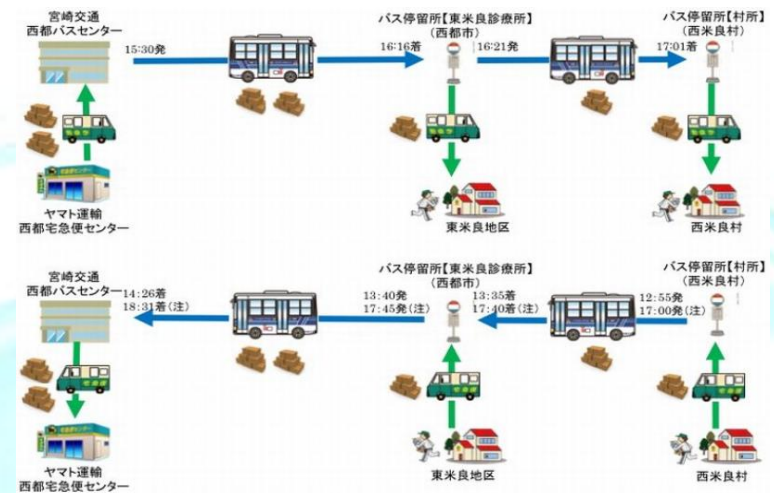 宮崎交通
西都バスセンター
15:30発
16:16着
バス停留所【東米良診療所】
(西都市)
16:21発
17:01着
バス停留所【村所】
(西米良村)
ヤマト運輸
西都宅急便センター
東米良地区
西米良村
宮崎交通
西都バスセンター
14:26着
18:31着(注)
13:40発
17:45発(注)
バス停留所【東米良診療所】
(西都市)
13:35着
17:40着(注)
12:55発
17:00発(注)
バス停留所【村所】
(西米良村)
ヤマト運輸
西都宅急便センター
東米良地区
西米良村